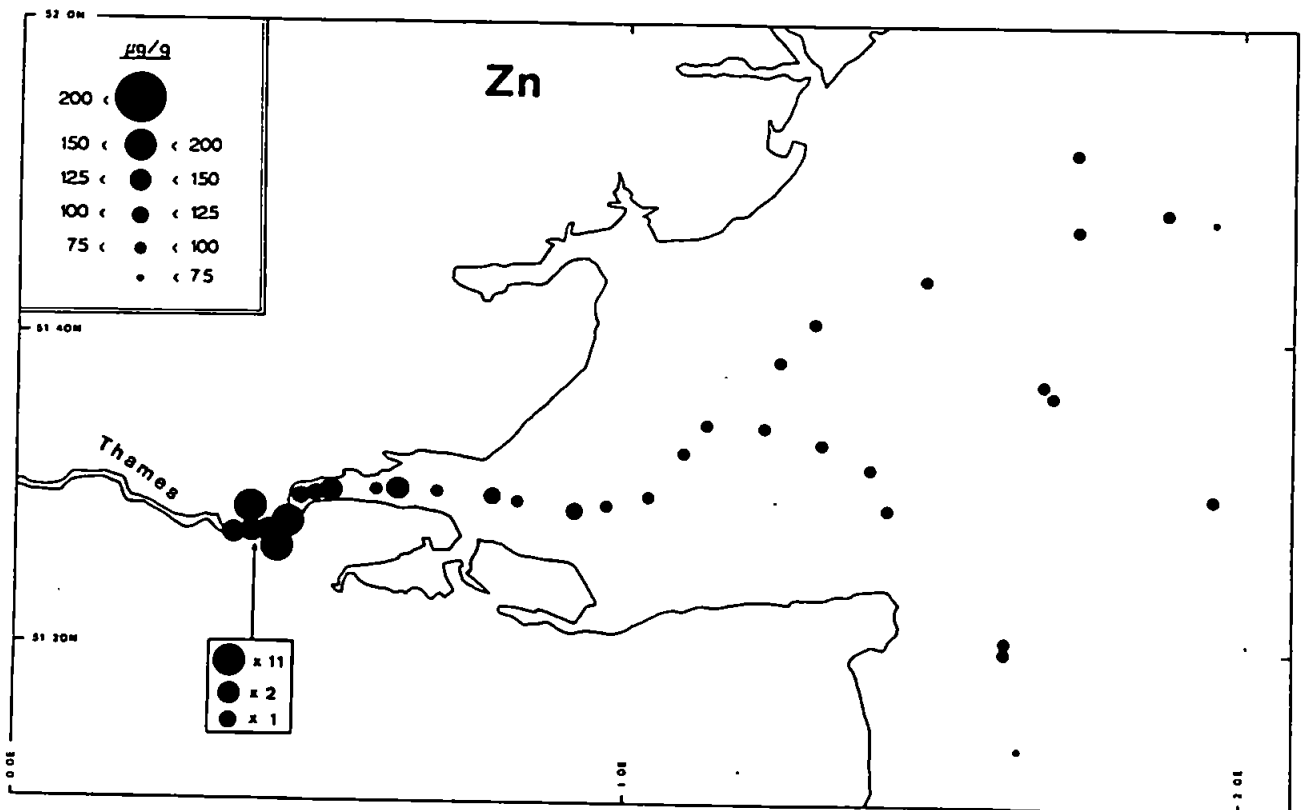 52 0N
µg/g
200 <
150 < < 200
125 < < 150
100 < < 125
75 < < 100
< 75
Zn
51 40N
Thames
51 20N
x 11
x 2
x 1
0 0E
1 0E
2 0E